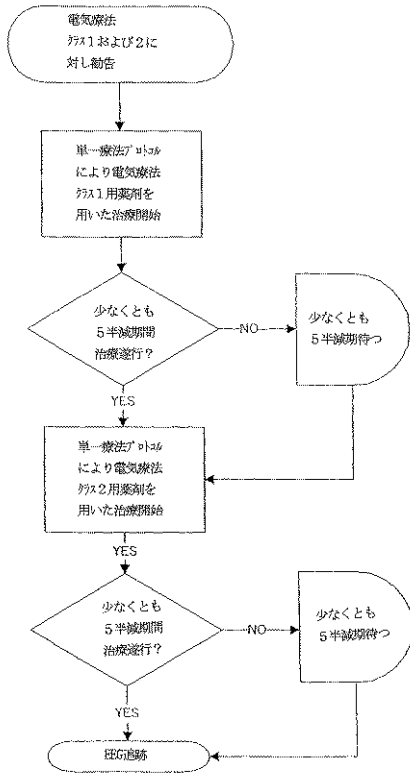 電気療法
クラス1および2に
対し勧告
単一療法プロトコル
により電気療法
クラス1用薬剤を
用いた治療開始
少なくとも
5半減期間
治療遂行?
NO
少なくとも
5半減期待つ
YES
単一療法プロトコル
により電気療法
クラス2用薬剤を
用いた治療開始
YES
少なくとも
5半減期間
治療遂行?
NO
少なくとも
5半減期待つ
YES
EEG追跡